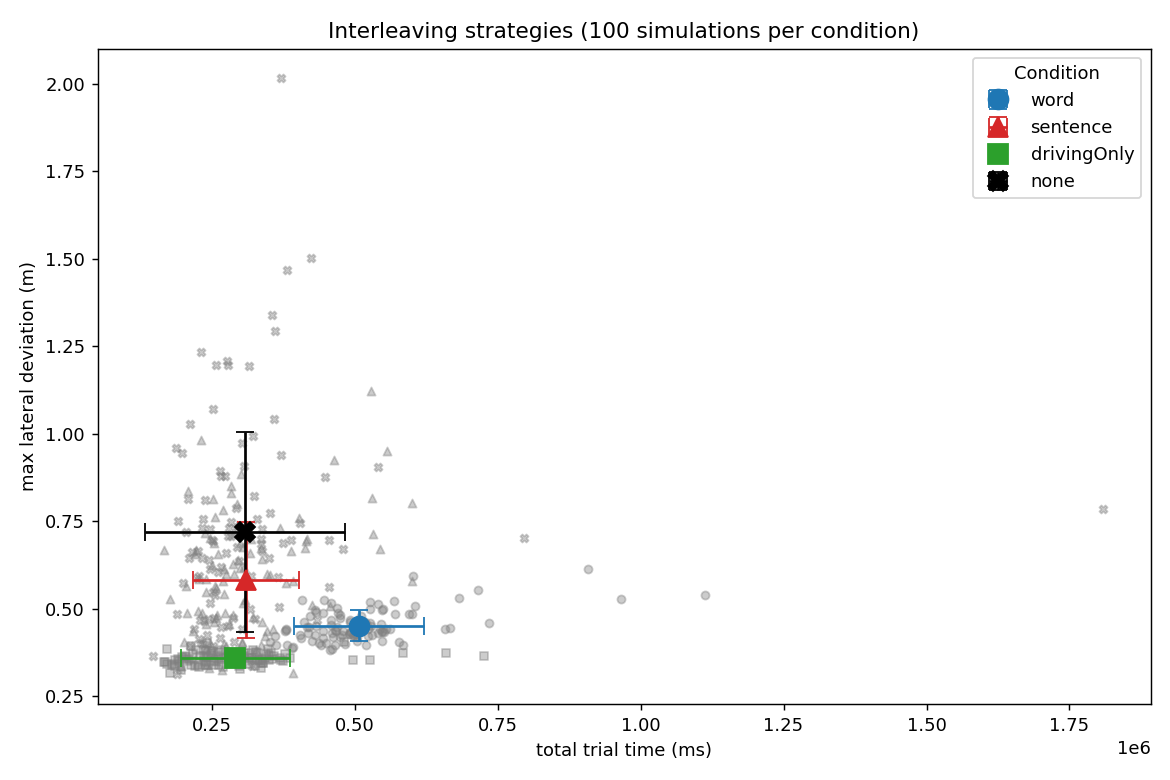 Interleaving strategies (100 simulations per condition)
Condition
word
sentence
drivingOnly
none
max lateral deviation (m)
2.00
1.75
1.50
1.25
1.00
0.75
0.50
0.25
0.25
0.50
0.75
1.00
1.25
1.50
1.75
1e6
total trial time (ms)